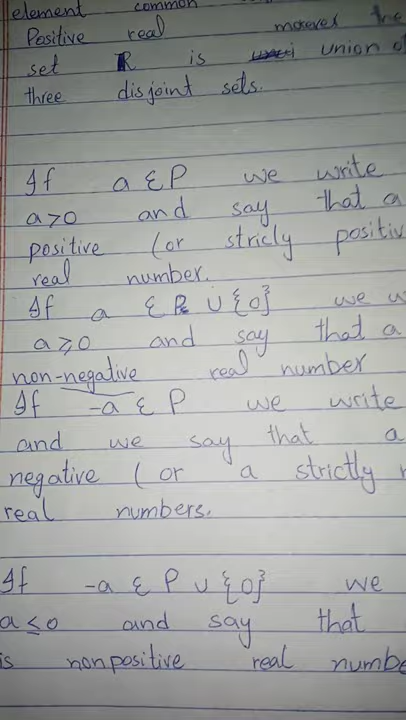 element common
Positive real morever the
set R is union of
three disjoint sets.
If a ξ P we write
a>0 and say that a
positive (or stricly positiv
real number.
If a ξ P ∪ {0} we w
a⩾0 and say that a
non-negative real number
If -a ξ P we write
and we say that a
negative (or a strictly
real numbers.
If -a ξ P ∪ {0} we
a≤0 and say that
is nonpositive real numbe